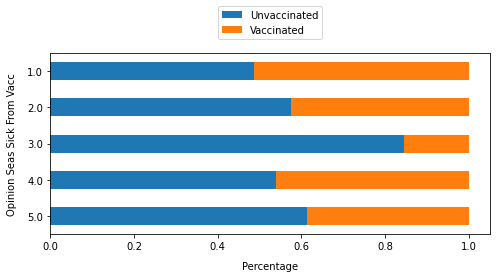 Unvaccinated
Vaccinated
Opinion Seas Sick From Vacc
1.0
2.0
3.0
4.0
5.0
0.0 0.2 0.4 0.6 0.8 1.0
Percentage